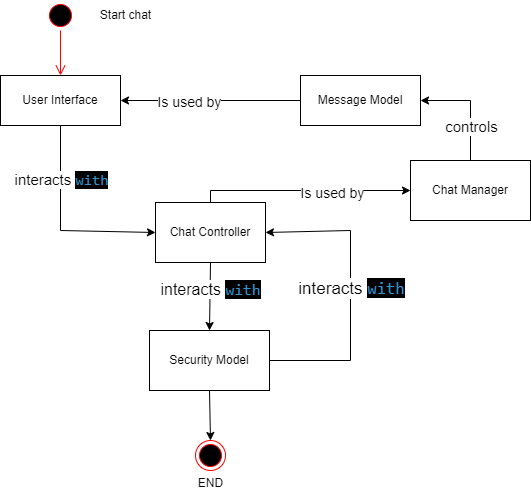 Start chat
User Interface
Is used by
Message Model
controls
interacts with
Is used by
Chat Manager
Chat Controller
interacts with
interacts with
Security Model
END